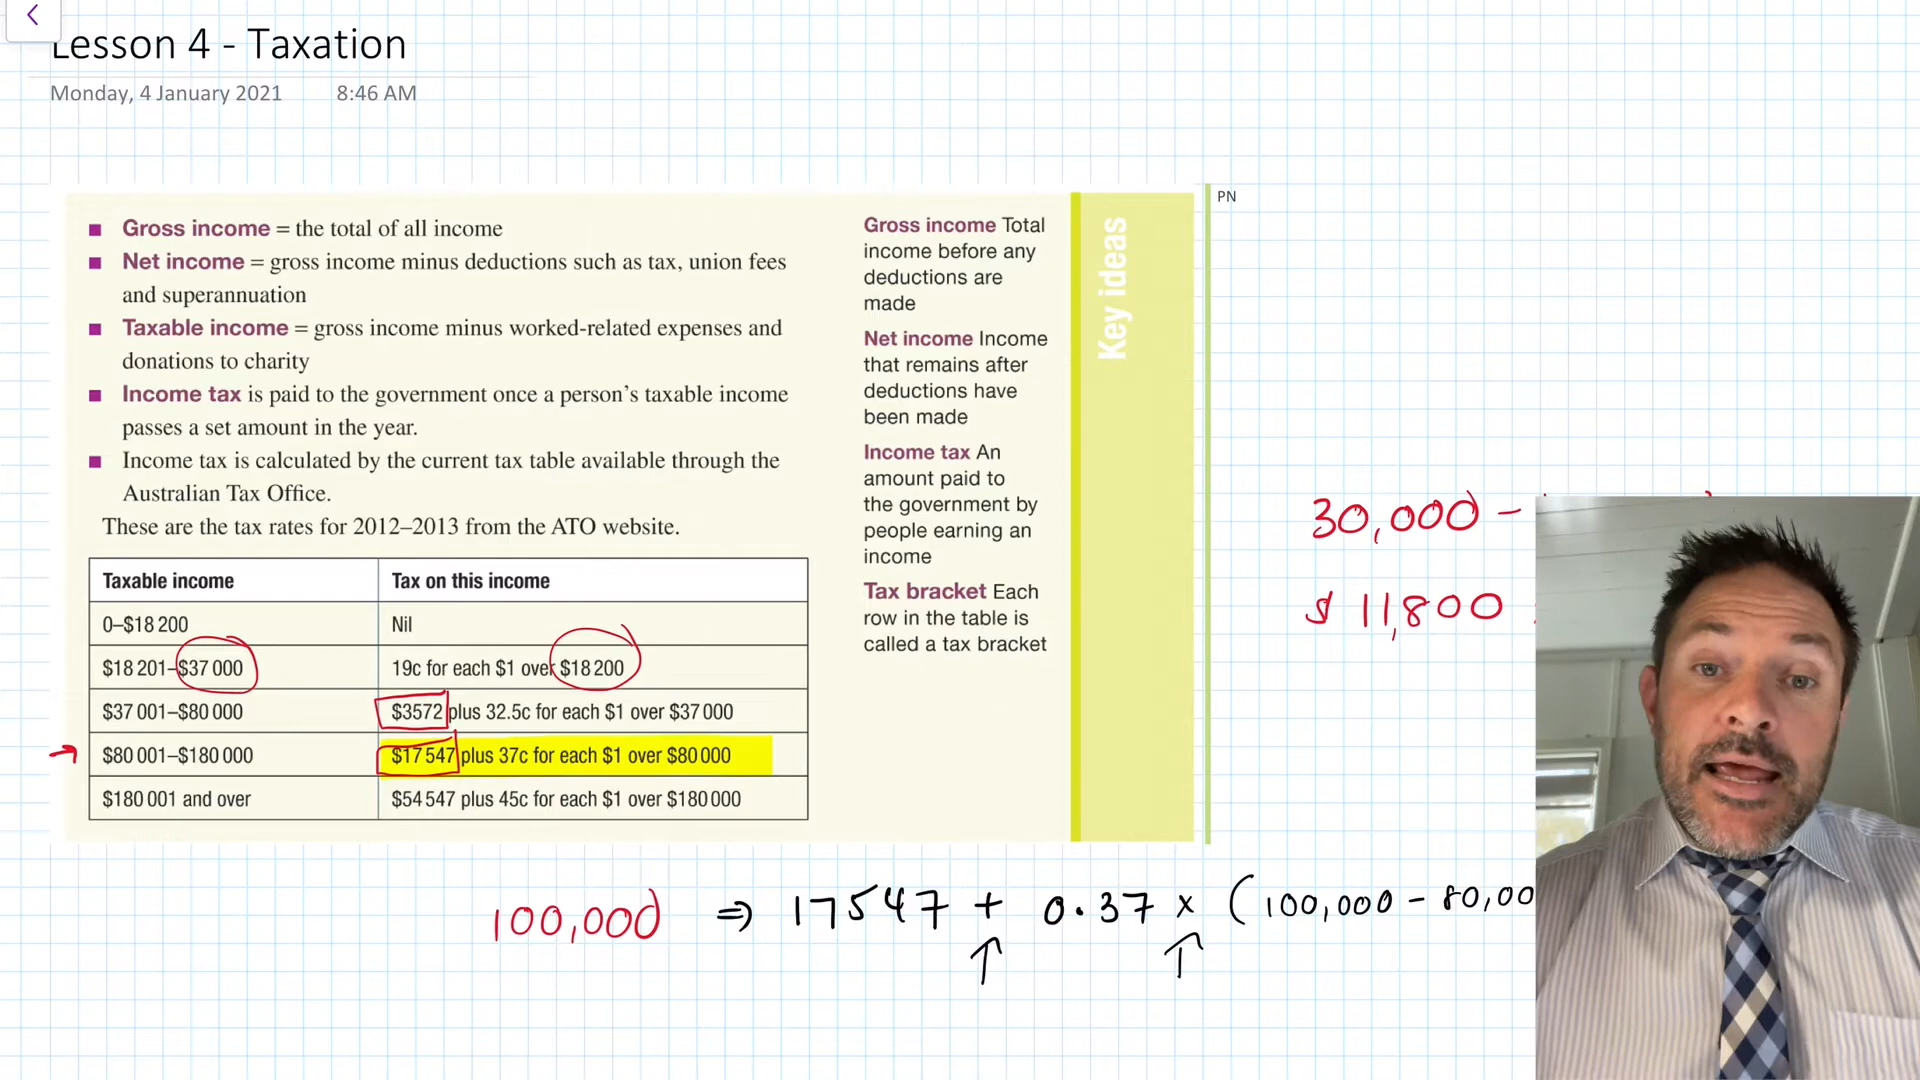 Lesson 4 - Taxation
Monday, 4 January 2021 8:46 AM
PN
■ Gross income = the total of all income
■ Net income = gross income minus deductions such as tax, union fees
and superannuation
■ Taxable income = gross income minus worked-related expenses and
donations to charity
■ Income tax is paid to the government once a person's taxable income
passes a set amount in the year.
■ Income tax is calculated by the current tax table available through the
Australian Tax Office.
These are the tax rates for 2012–2013 from the ATO website.
Taxable income Tax on this income
0–$18 200 Nil
$18 201–$37 000 19c for each $1 over $18 200
$37 001–$80 000 $3572 plus 32.5c for each $1 over $37 000
$80 001–$180 000 $17 547 plus 37c for each $1 over $80 000
$180 001 and over $54 547 plus 45c for each $1 over $180 000
Gross income Total
income before any
deductions are
made
Net income Income
that remains after
deductions have
been made
Income tax An
amount paid to
the government by
people earning an
income
Tax bracket Each
row in the table is
called a tax bracket
Key ideas
30,000 -
$ 11,800
100,000 ⇒ 17547 + 0.37 × (100,000 - 80,00